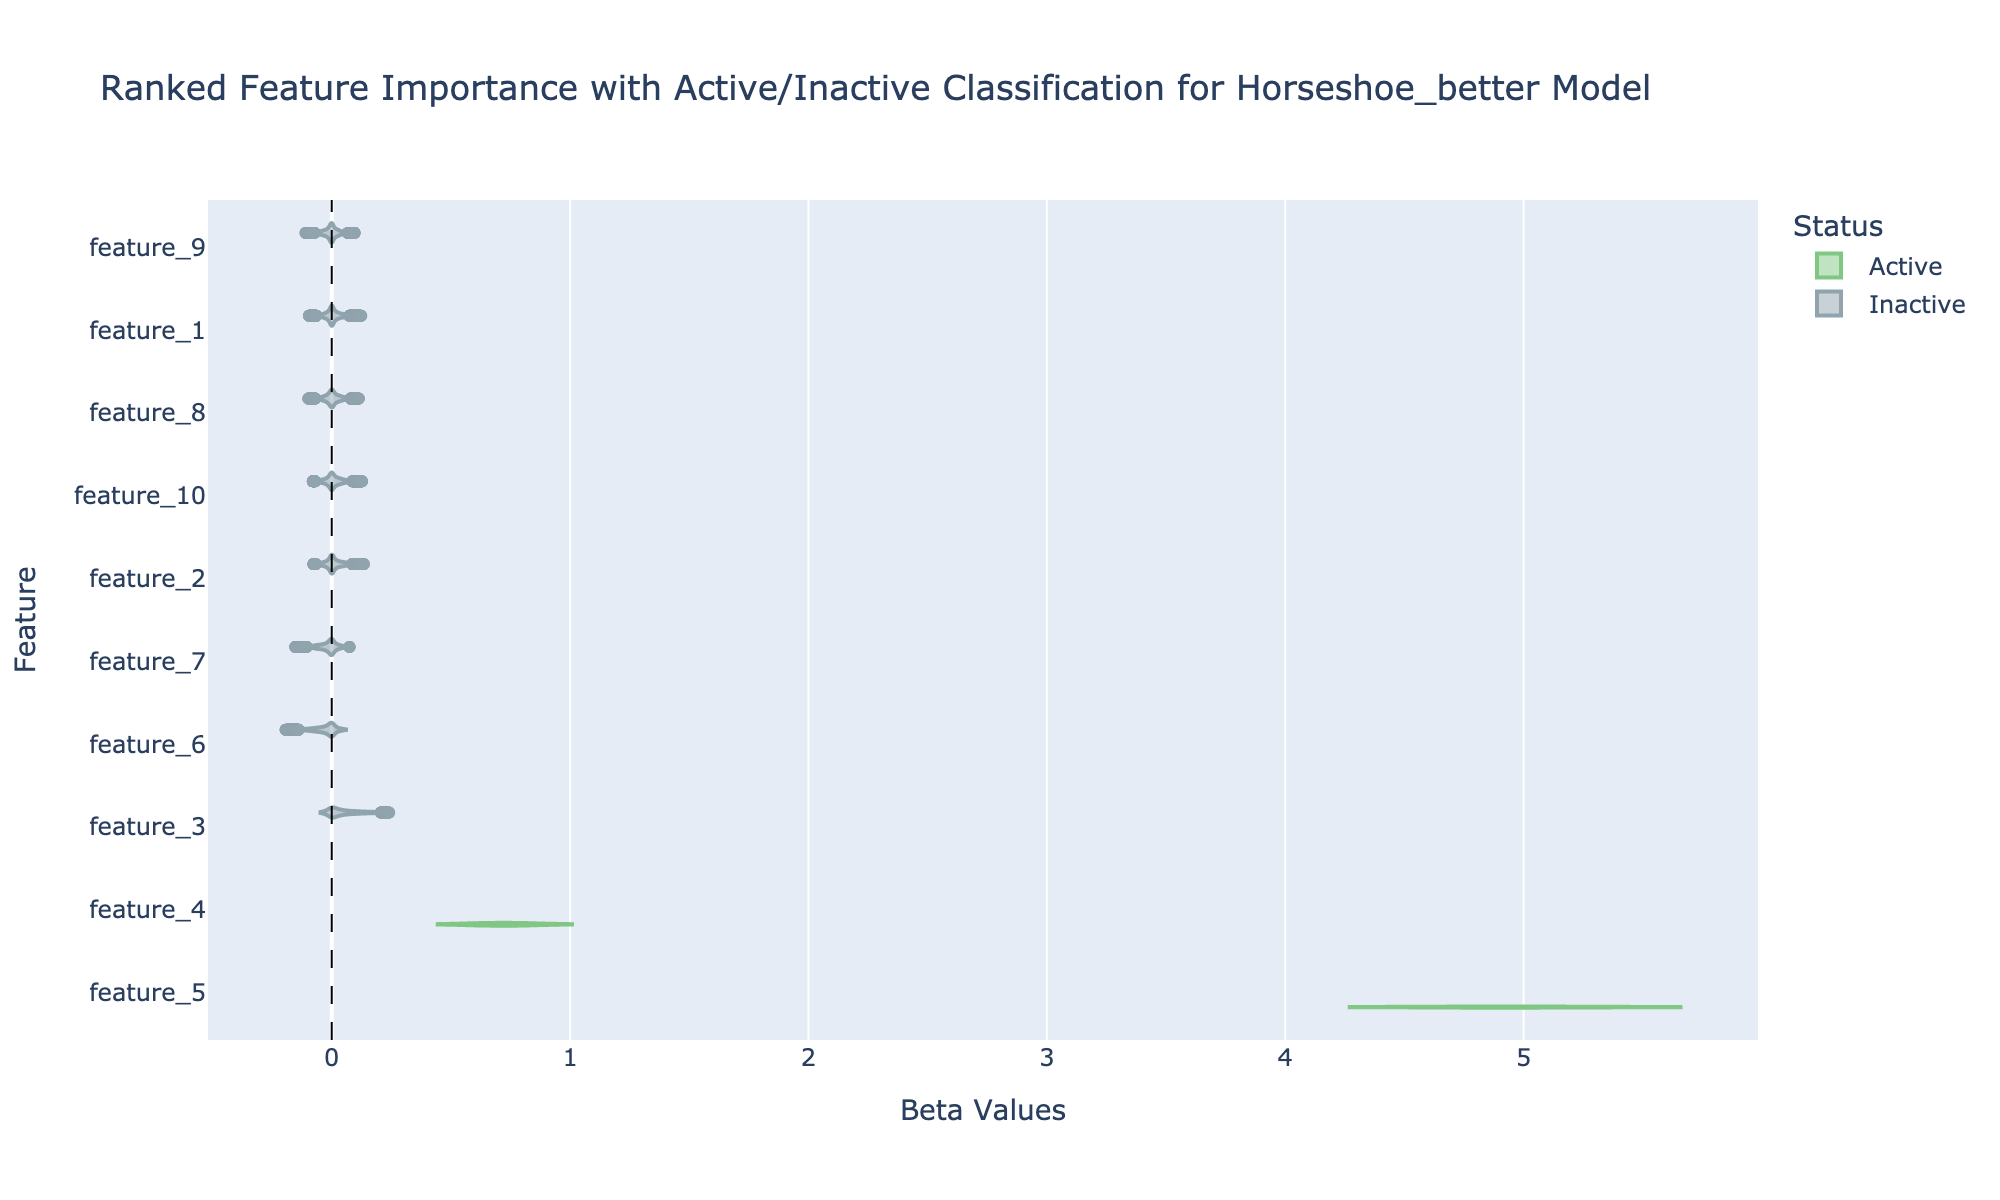 Ranked Feature Importance with Active/Inactive Classification for Horseshoe_better Model
Status
Active
Inactive
Feature
feature_9
feature_1
feature_8
feature_10
feature_2
feature_7
feature_6
feature_3
feature_4
feature_5
0 1 2 3 4 5
Beta Values